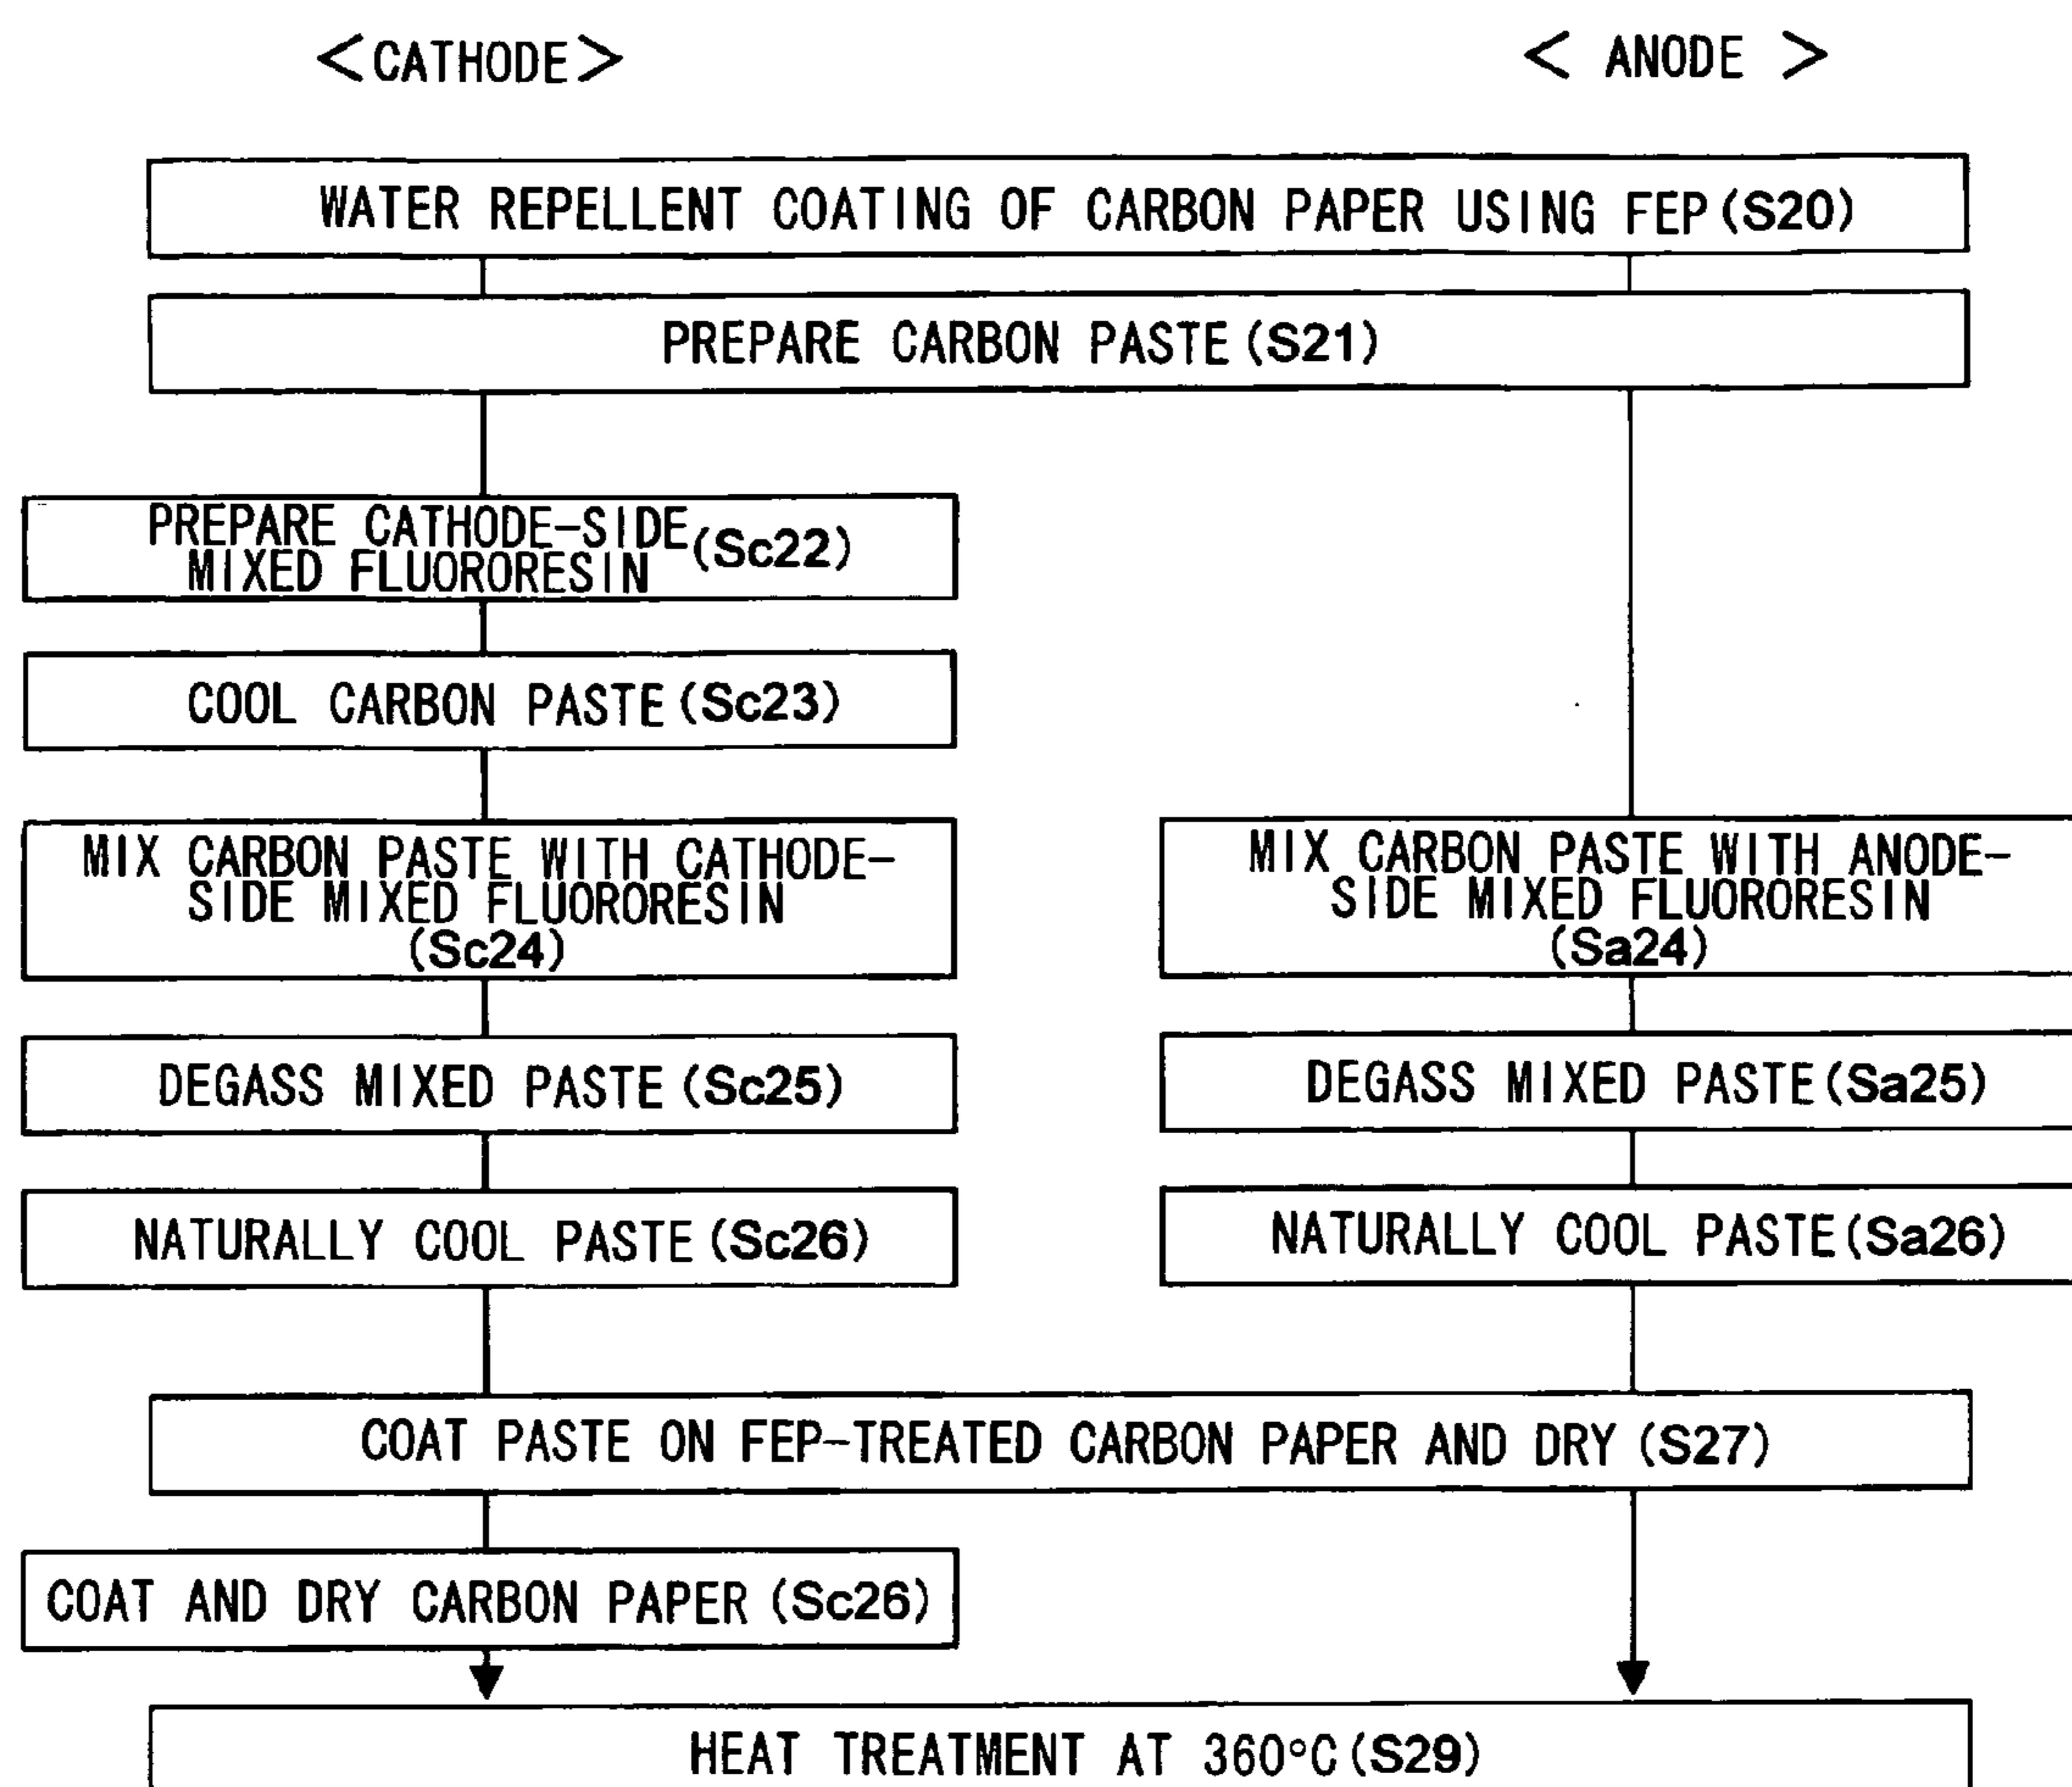 <CATHODE>
< ANODE >
WATER REPELLENT COATING OF CARBON PAPER USING FEP (S20)
PREPARE CARBON PASTE (S21)
PREPARE CATHODE-SIDE
MIXED FLUORORESIN (Sc22)
COOL CARBON PASTE (Sc23)
MIX CARBON PASTE WITH CATHODE-
SIDE MIXED FLUORORESIN
(Sc24)
MIX CARBON PASTE WITH ANODE-
SIDE MIXED FLUORORESIN
(Sa24)
DEGASS MIXED PASTE (Sc25)
DEGASS MIXED PASTE (Sa25)
NATURALLY COOL PASTE (Sc26)
NATURALLY COOL PASTE (Sa26)
COAT PASTE ON FEP-TREATED CARBON PAPER AND DRY (S27)
COAT AND DRY CARBON PAPER (Sc26)
HEAT TREATMENT AT 360°C (S29)